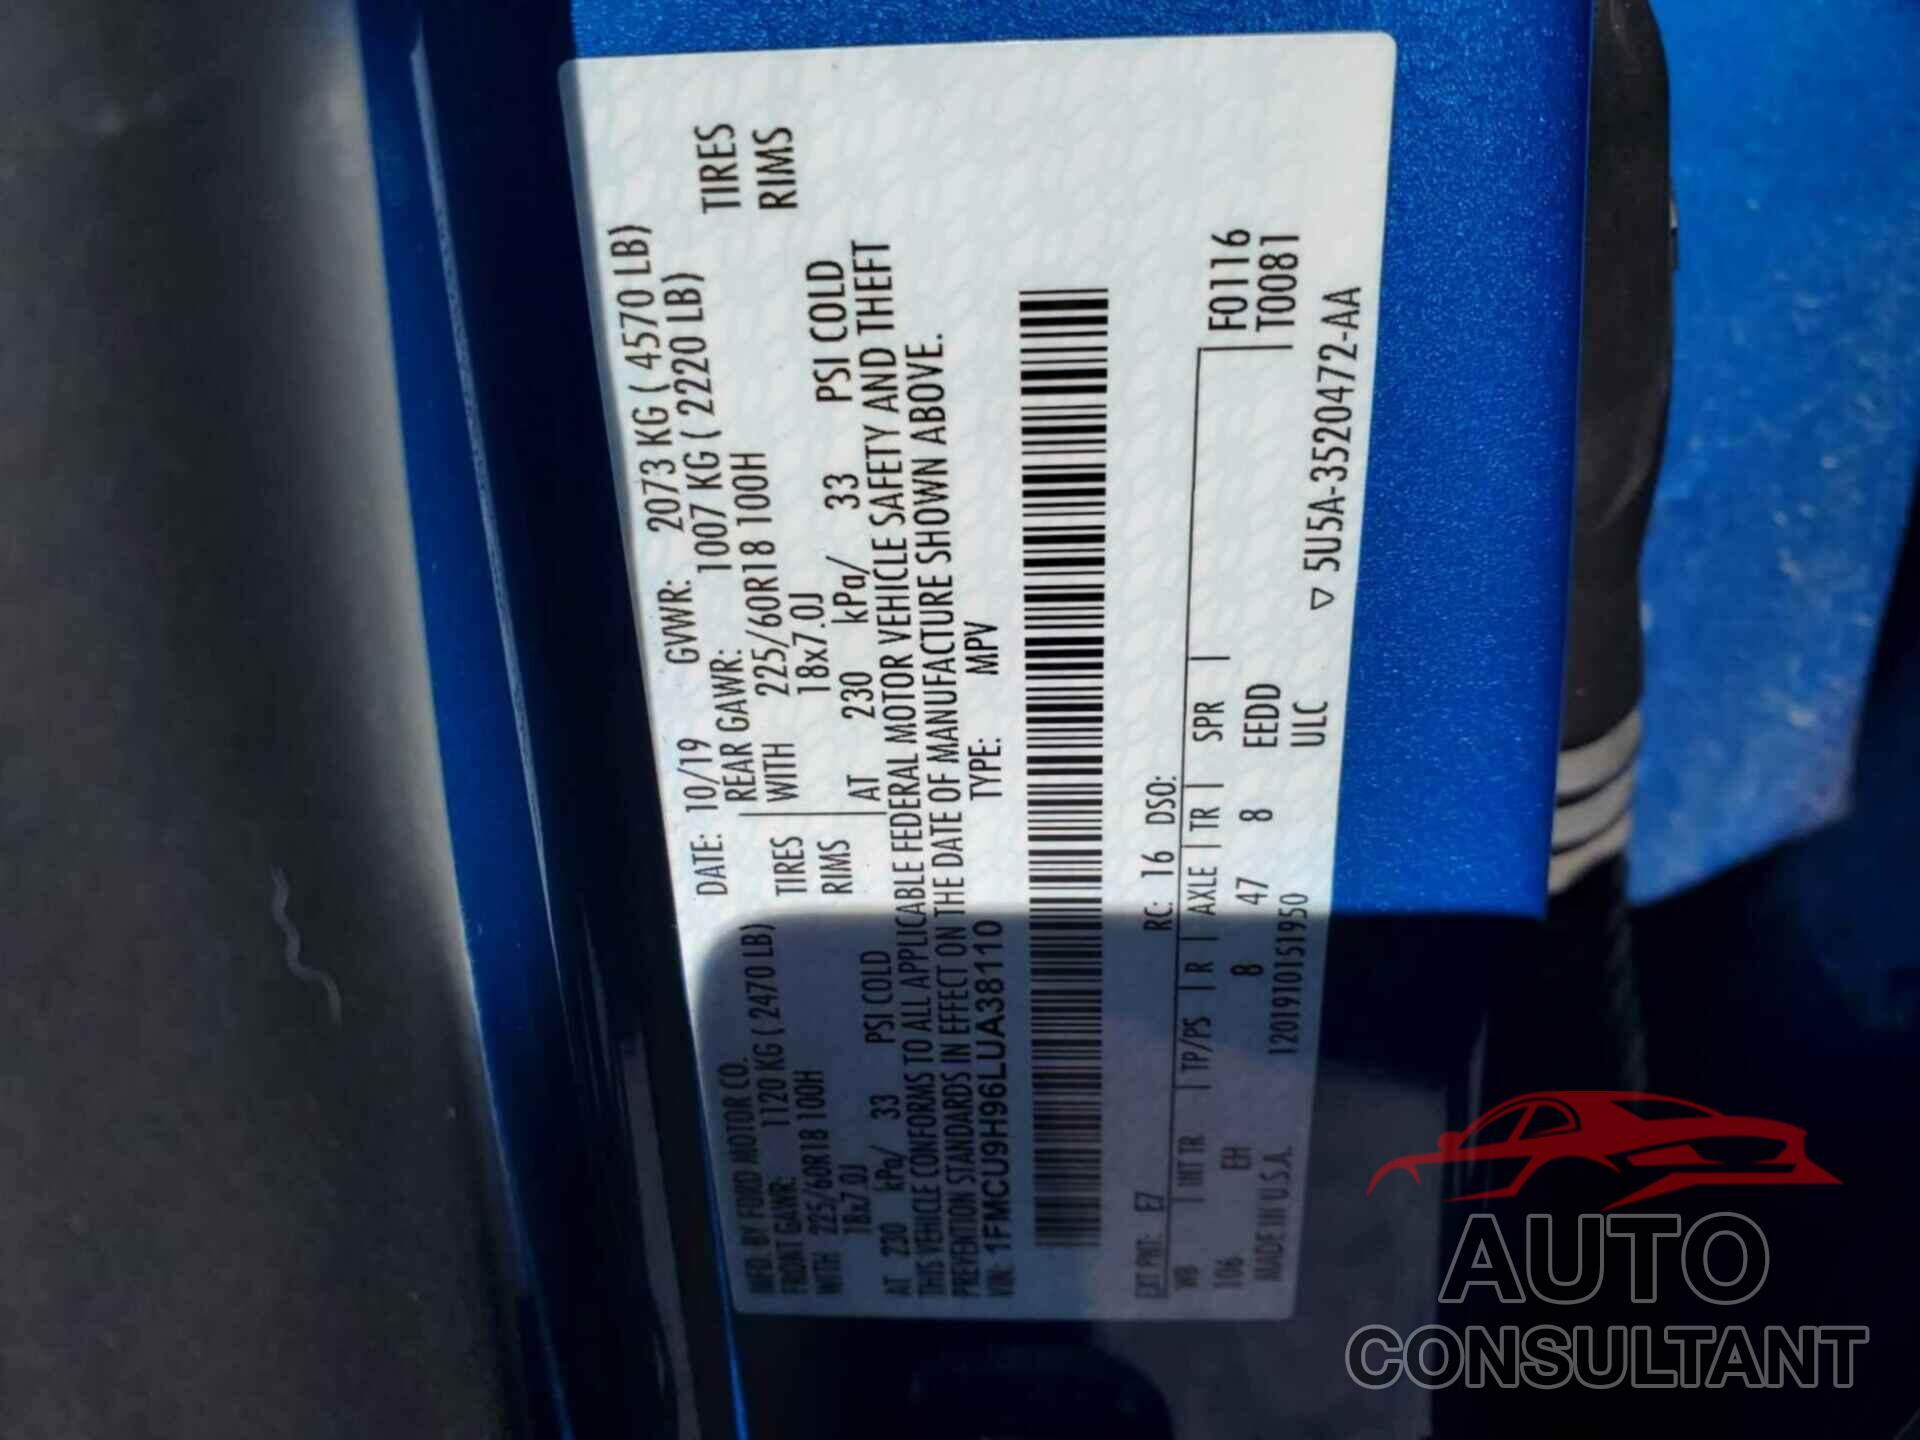 MFD. BY FORD MOTOR CO.
DATE: 10/19 GVWR: 2073 KG ( 4570 LB)
FRONT GAWR: 1120 KG ( 2470 LB) REAR GAWR: 1007 KG ( 2220 LB)
WITH 225/60R18 100H TIRES WITH 225/60R18 100H TIRES
18x7.0J RIMS 18x7.0J RIMS
AT 230 kPa/ 33 PSI COLD AT 230 kPa/ 33 PSI COLD
THIS VEHICLE CONFORMS TO ALL APPLICABLE FEDERAL MOTOR VEHICLE SAFETY AND THEFT
PREVENTION STANDARDS IN EFFECT ON THE DATE OF MANUFACTURE SHOWN ABOVE.
VIN: 1FMCU9H96LUA38110 TYPE: MPV
EXT PNT: EZ RC: 16 DSO:
WB INT TR TP/PS R AXLE TR SPR F0116
106 EH 8 47 8 EEDD T0081
MADE IN U.S.A. 1201910151950 ULC
▽ 5U5A-3520472-AA
AUTO
CONSULTANT